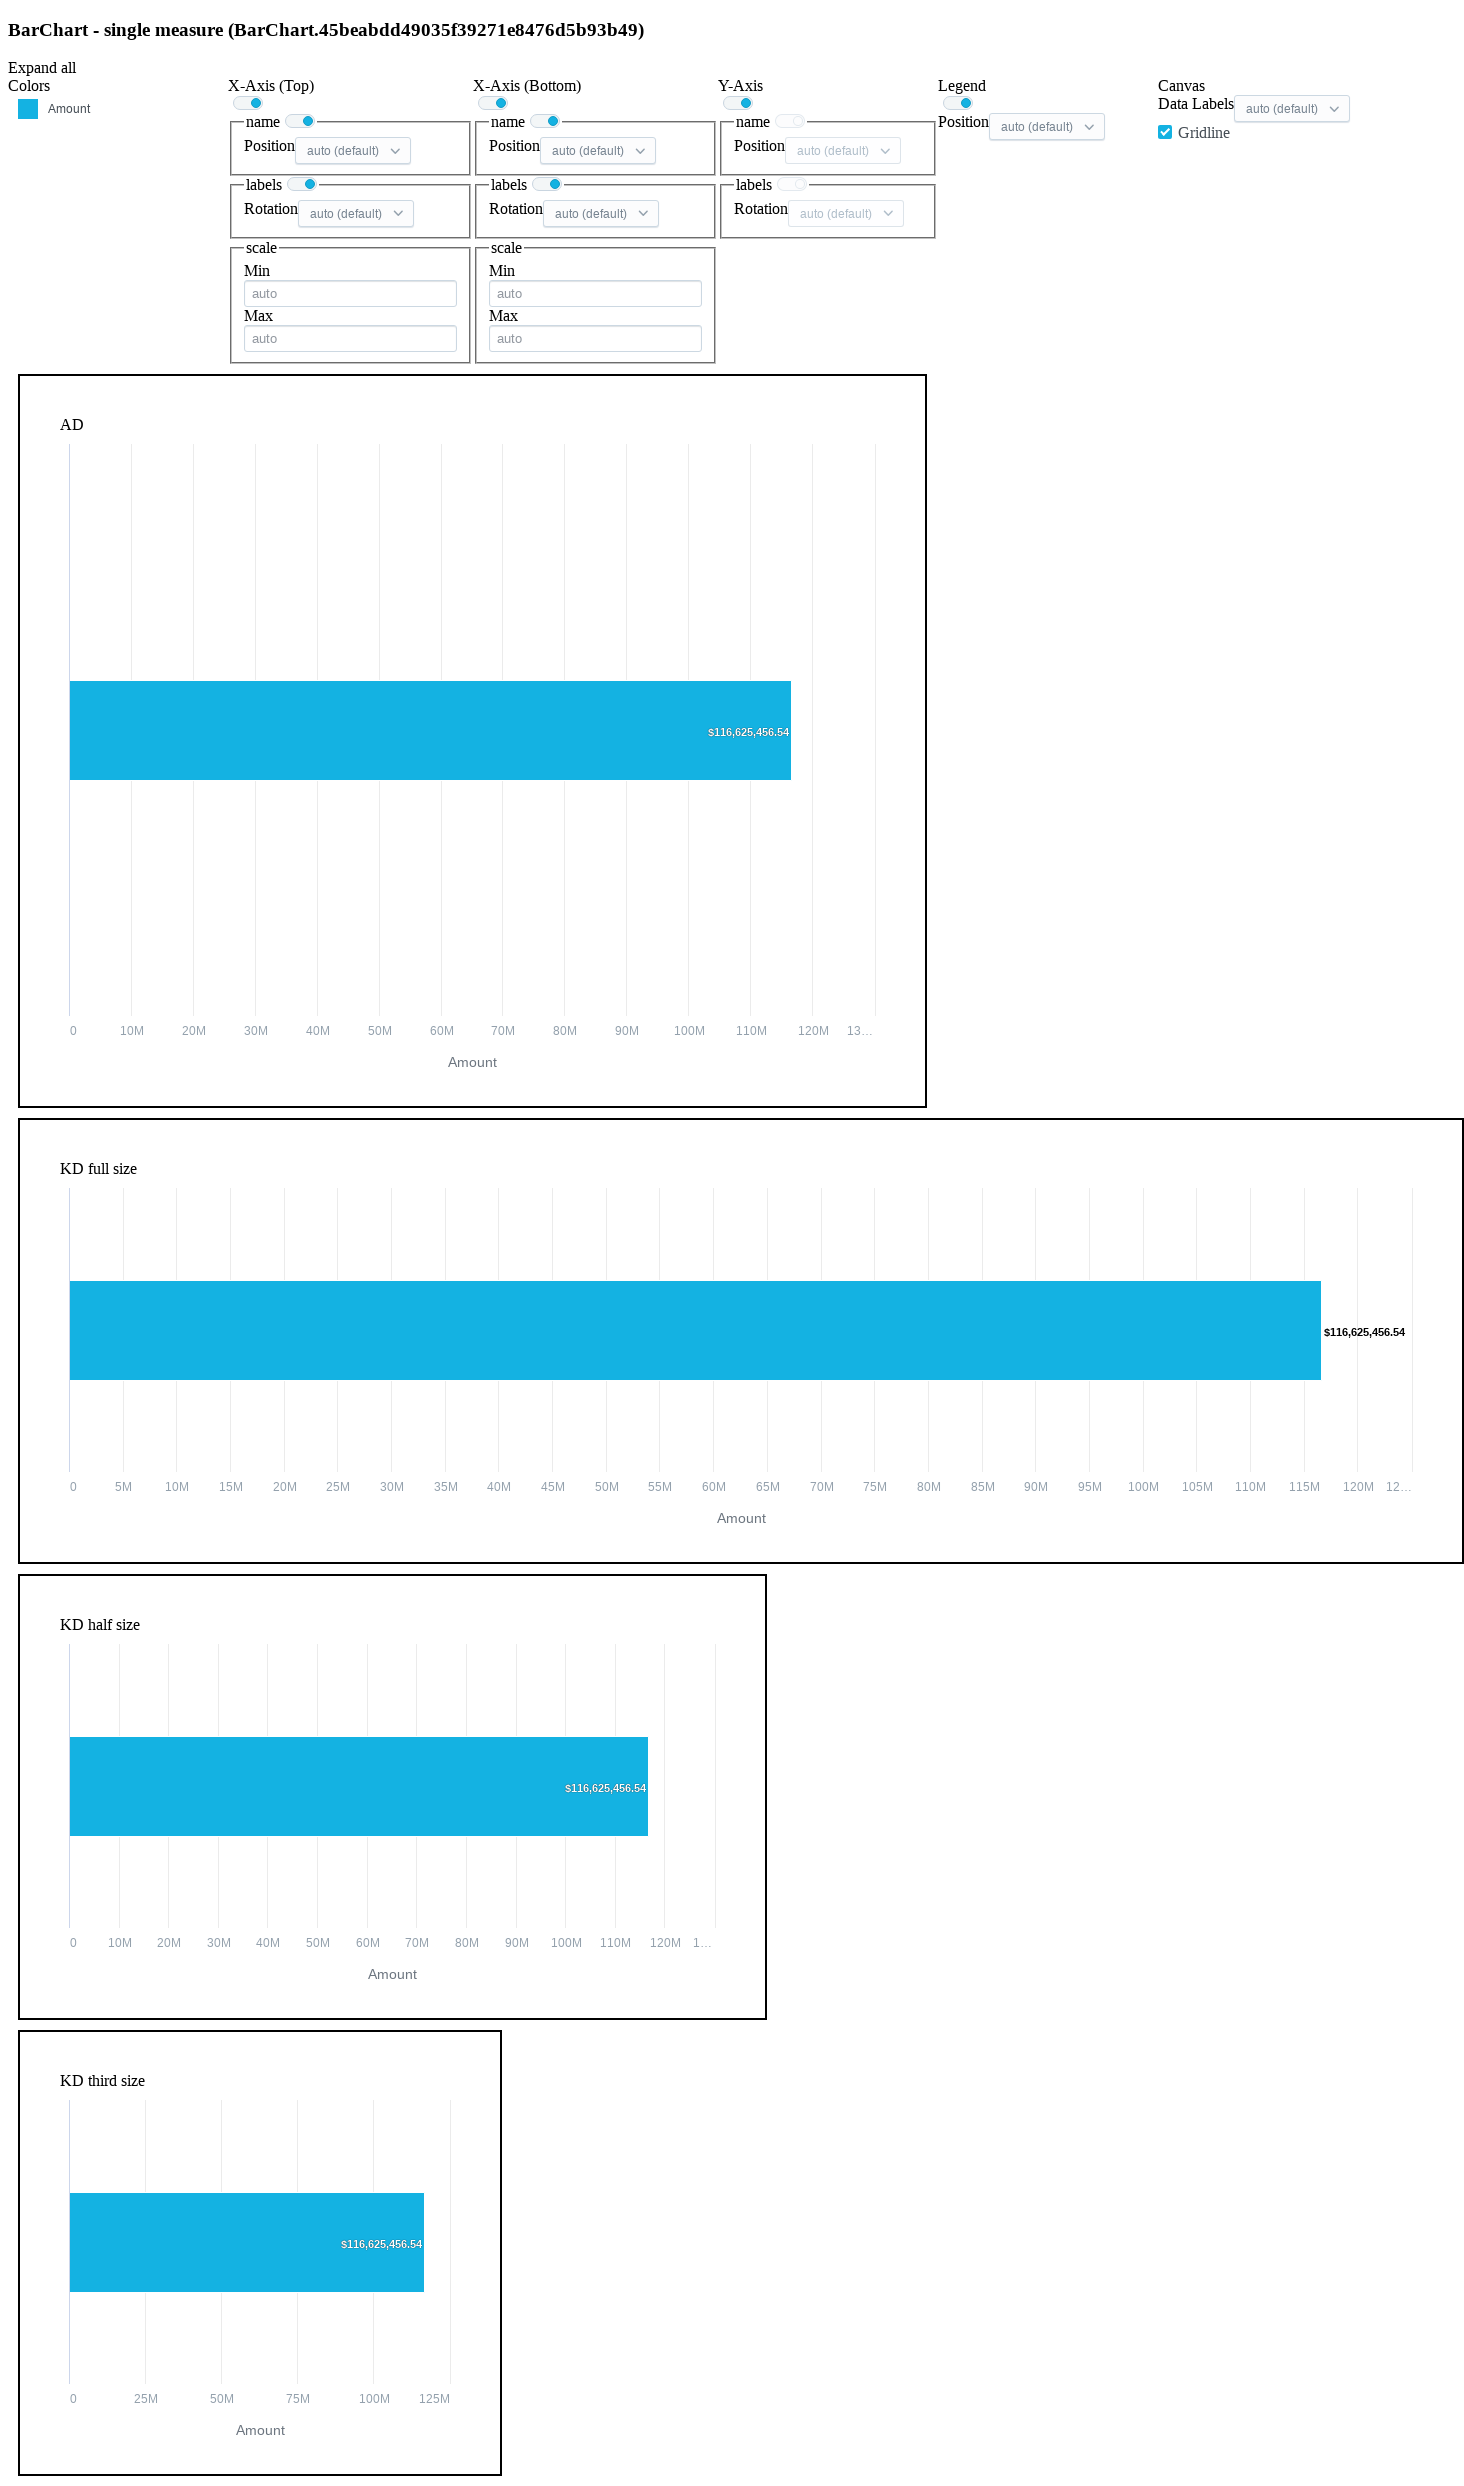 BarChart - single measure (BarChart.45beabdd49035f39271e8476d5b93b49)
Expand all
Colors
Amount
X-Axis (Top)
name
Position auto (default)
labels
Rotation auto (default)
scale
Min
auto
Max
auto
X-Axis (Bottom)
name
Position auto (default)
labels
Rotation auto (default)
scale
Min
auto
Max
auto
Y-Axis
name
Position auto (default)
labels
Rotation auto (default)
Legend
Position auto (default)
Canvas
Data Labels auto (default)
Gridline
AD
$116,625,456.54
0 10M 20M 30M 40M 50M 60M 70M 80M 90M 100M 110M 120M 13…
Amount
KD full size
$116,625,456.54
0 5M 10M 15M 20M 25M 30M 35M 40M 45M 50M 55M 60M 65M 70M 75M 80M 85M 90M 95M 100M 105M 110M 115M 120M 12…
Amount
KD half size
$116,625,456.54
0 10M 20M 30M 40M 50M 60M 70M 80M 90M 100M 110M 120M 1…
Amount
KD third size
$116,625,456.54
0 25M 50M 75M 100M 125M
Amount